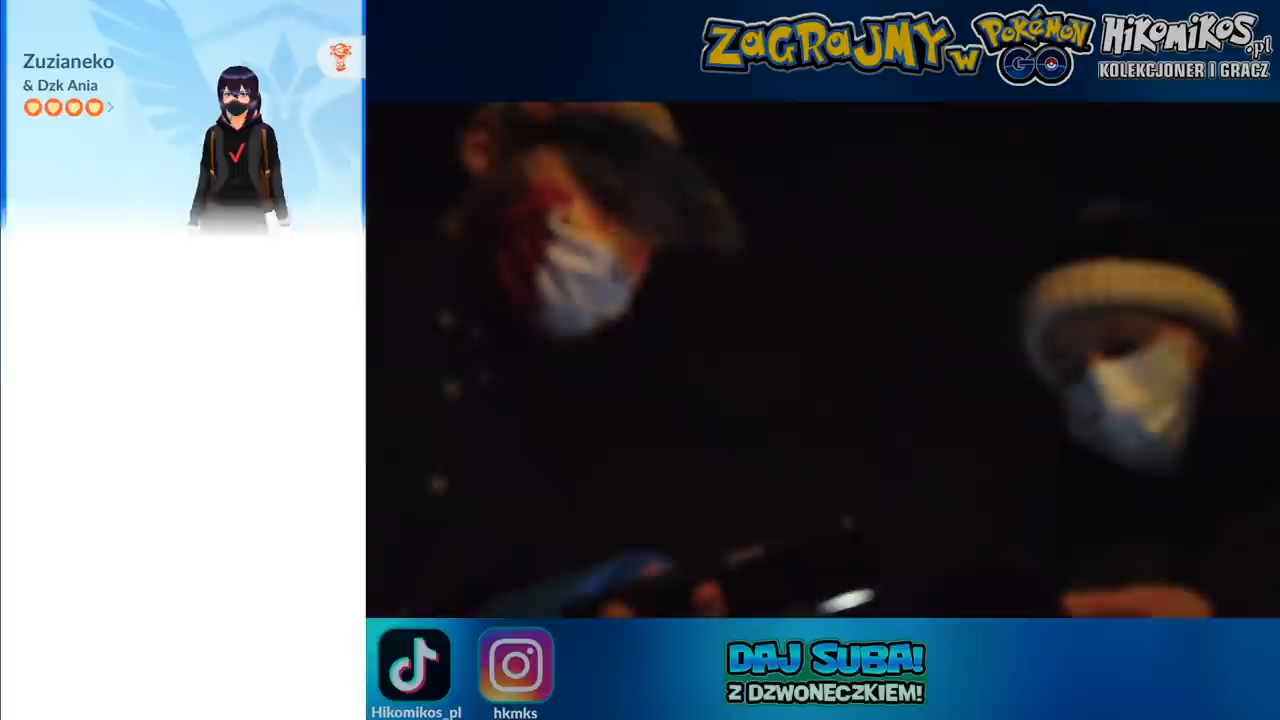 Zuzianeko
& Dzk Ania
ZAGRAJMY w POKÉMON GO
HIKOMIKOS.pl
KOLEKCJONER I GRACZ
DAJ SUBA!
Z DZWONECZKIEM!
Hikomikos_pl
hkmks